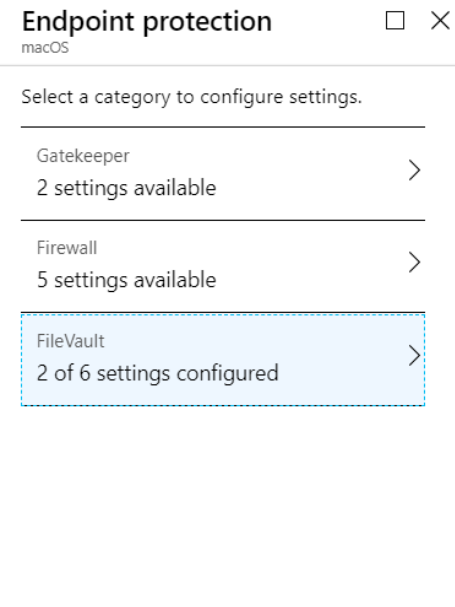 Endpoint protection
macOS
Select a category to configure settings.
Gatekeeper
2 settings available
Firewall
5 settings available
FileVault
2 of 6 settings configured